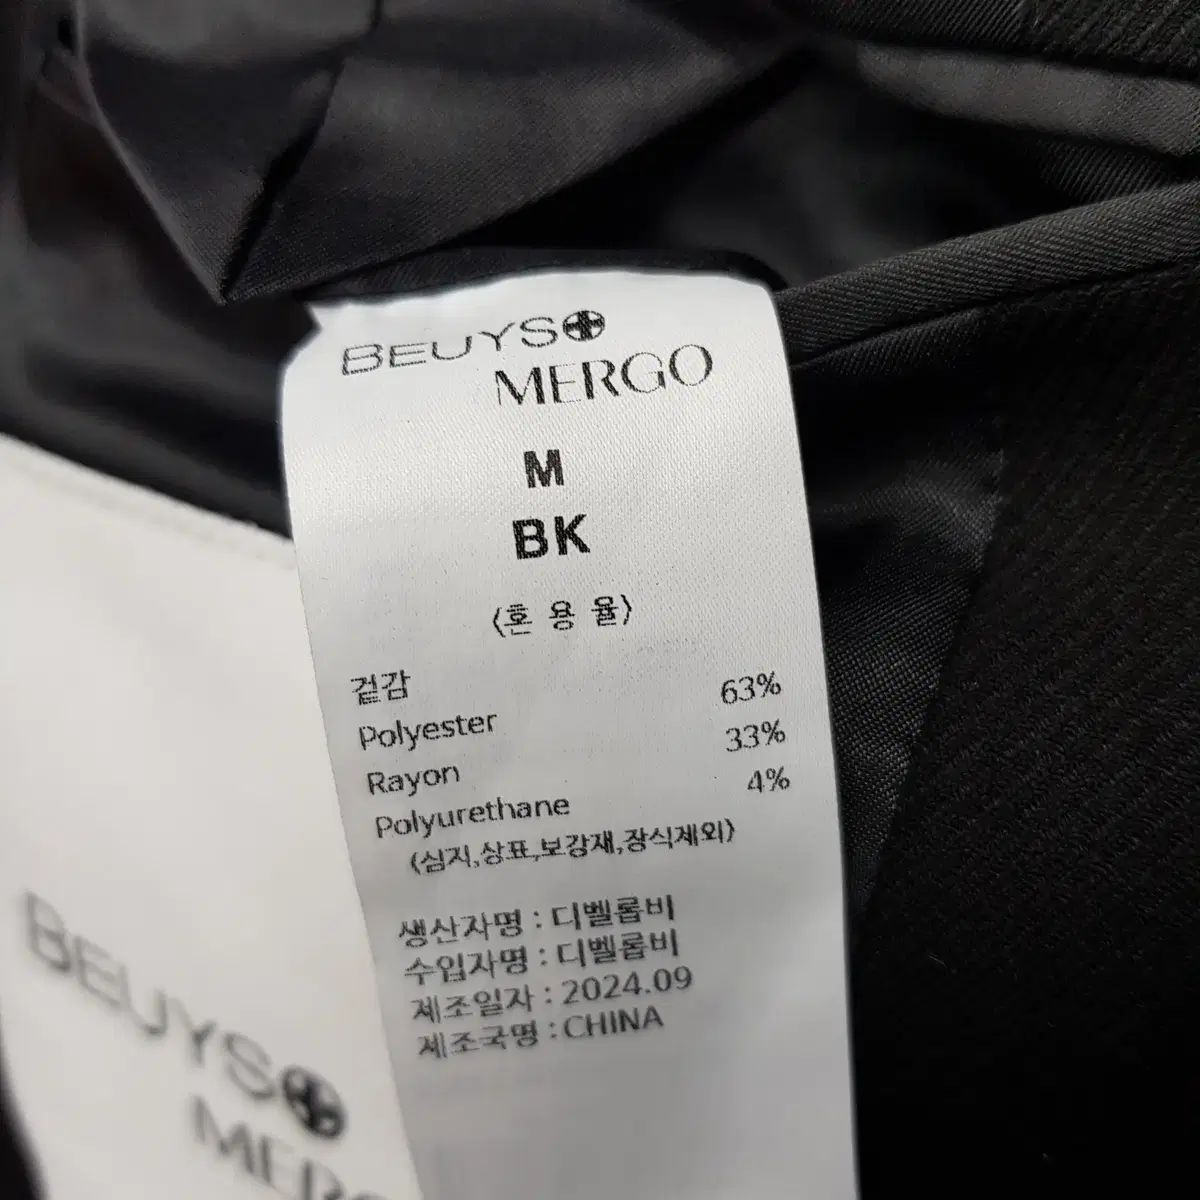 BEUYS
MERGO
M
BK
〈혼 용 율〉
겉감
Polyester 63%
Rayon 33%
Polyurethane 4%
〈심지,상표,보강재,장식제외〉
생산자명 : 디벨롭비
수입자명 : 디벨롭비
제조일자 : 2024.09
제조국명 : CHINA
BEUYS
MERGO